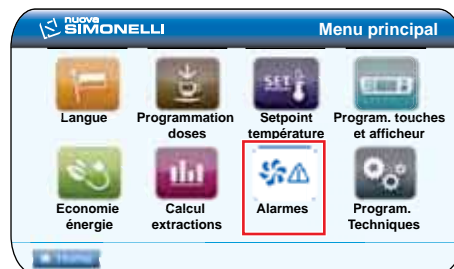 nuova
SIMONELLI
Menu principal
SET
Langue
Programmation
doses
Setpoint
température
Program. touches
et afficheur
Economie
énergie
Calcul
extractions
Alarmes
Program.
Techniques
Home